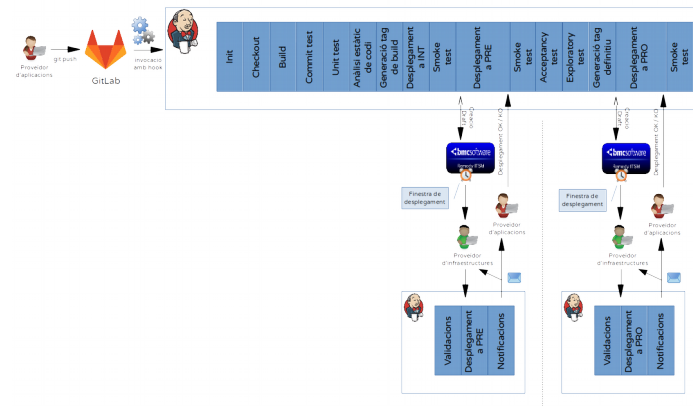 Init
Checkout
Build
Commit test
Unit test
Anàlisi estàtic
de codi
Generació tag
de build
Desplegament
a INT
Smoke
test
Desplegament
a PRE
Smoke
test
Acceptancy
test
Exploratory
test
Generació tag
definitiu
Desplegament
a PRO
Smoke
test
Proveïdor
d'aplicacions
git push
GitLab
invocació
amb hook
Creació
Draft
Desplegament OK / KO
Creació
Draft
Desplegament OK / KO
bmcsoftware
Remedy ITSM
bmcsoftware
Remedy ITSM
Finestra de
desplegament
Finestra de
desplegament
Proveïdor
d'aplicacions
Proveïdor
d'infraestructures
Proveïdor
d'aplicacions
Proveïdor
d'infraestructures
Validacions
Desplegament
a PRE
Notificacions
Validacions
Desplegament
a PRO
Notificacions